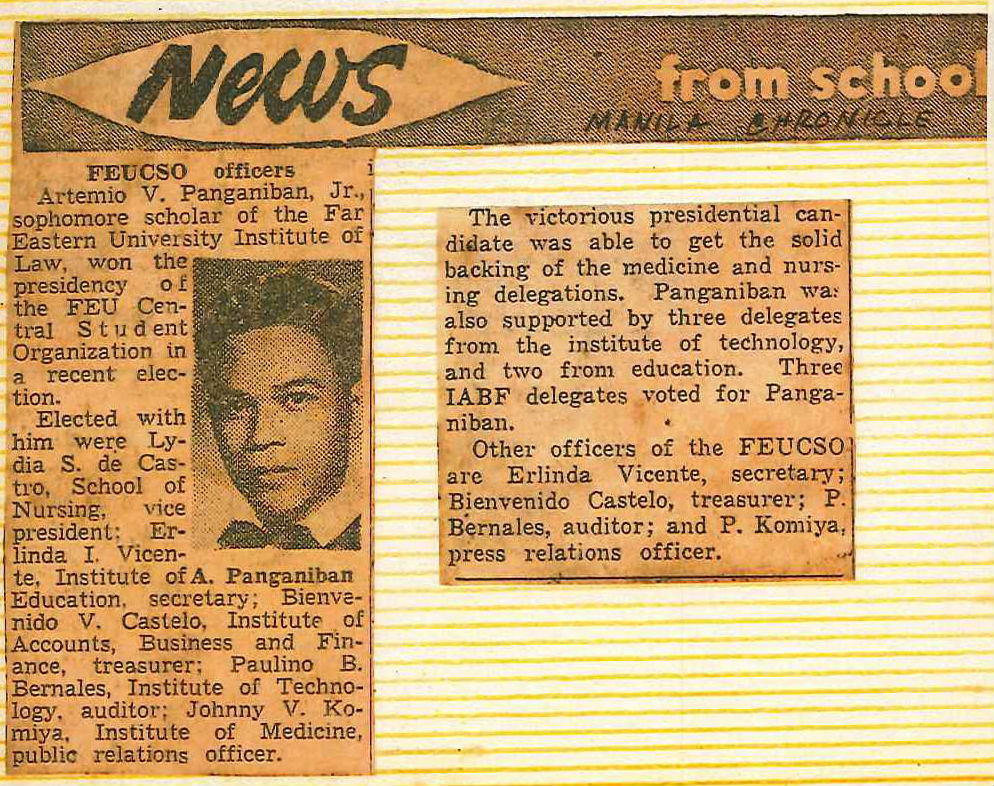 News
from school
MANILA CHRONICLE
FEUCSO officers
Artemio V. Panganiban, Jr.,
sophomore scholar of the Far
Eastern University Institute of
Law, won the
presidency of
the FEU Cen-
tral Student
Organization in
a recent elec-
tion.
Elected with
him were Ly-
dia S. de Cas-
tro, School of
Nursing, vice
president; Er-
linda I. Vicen-
te, Institute of
A. Panganiban
Education, secretary; Bienve-
nido V. Castelo, Institute of
Accounts, Business and Fin-
ance, treasurer; Paulino B.
Bernales, Institute of Techno-
logy, auditor; Johnny V. Ko-
miya, Institute of Medicine,
public relations officer.
The victorious presidential can-
didate was able to get the solid
backing of the medicine and nurs-
ing delegations. Panganiban was
also supported by three delegates
from the institute of technology,
and two from education. Three
IABF delegates voted for Panga-
niban.
Other officers of the FEUCSO
are Erlinda Vicente, secretary;
Bienvenido Castelo, treasurer; P.
Bernales, auditor; and P. Komiya,
press relations officer.